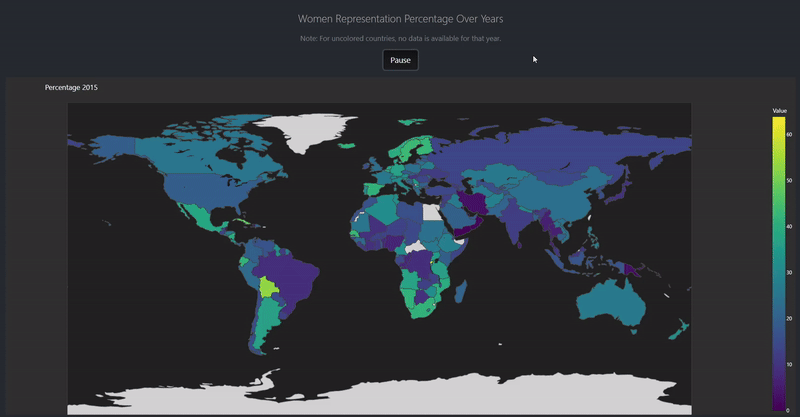 Women Representation Percentage Over Years
Note: For uncolored countries, no data is available for that year.
Pause
Percentage 2015
Value
60
50
40
30
20
10
0